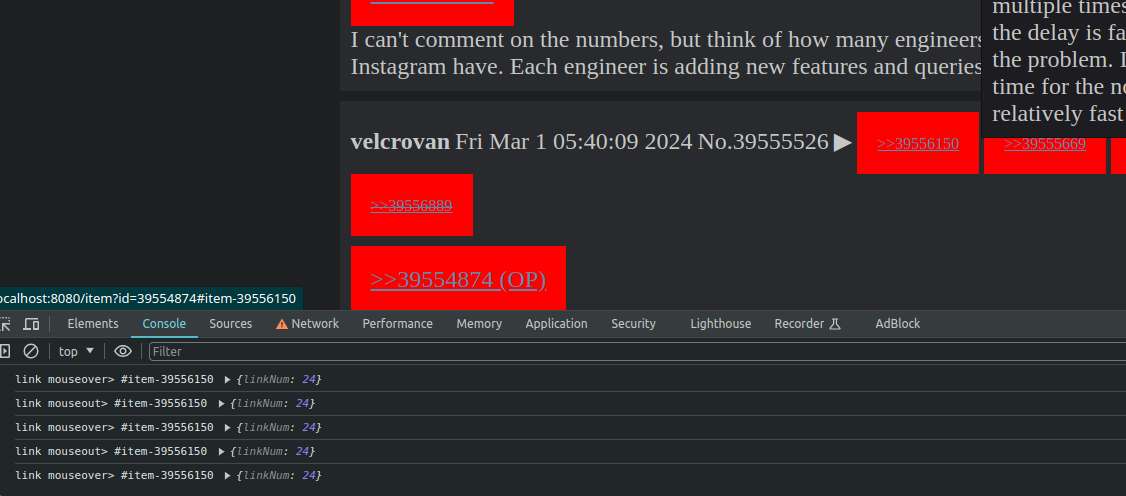 multiple times
I can't comment on the numbers, but think of how many engineers
the delay is fa
Instagram have. Each engineer is adding new features and queries
the problem. I
time for the no
relatively fast
velcrovan Fri Mar 1 05:40:09 2024 No.39555526 ▶ >>39556150 >>39555669
>>39556889
>>39554874 (OP)
ocalhost:8080/item?id=39554874#item-39556150
Elements Console Sources Network Performance Memory Application Security Lighthouse Recorder AdBlock
top ▼ Filter
link mouseover> #item-39556150 ▶ {linkNum: 24}
link mouseout> #item-39556150 ▶ {linkNum: 24}
link mouseover> #item-39556150 ▶ {linkNum: 24}
link mouseout> #item-39556150 ▶ {linkNum: 24}
link mouseover> #item-39556150 ▶ {linkNum: 24}